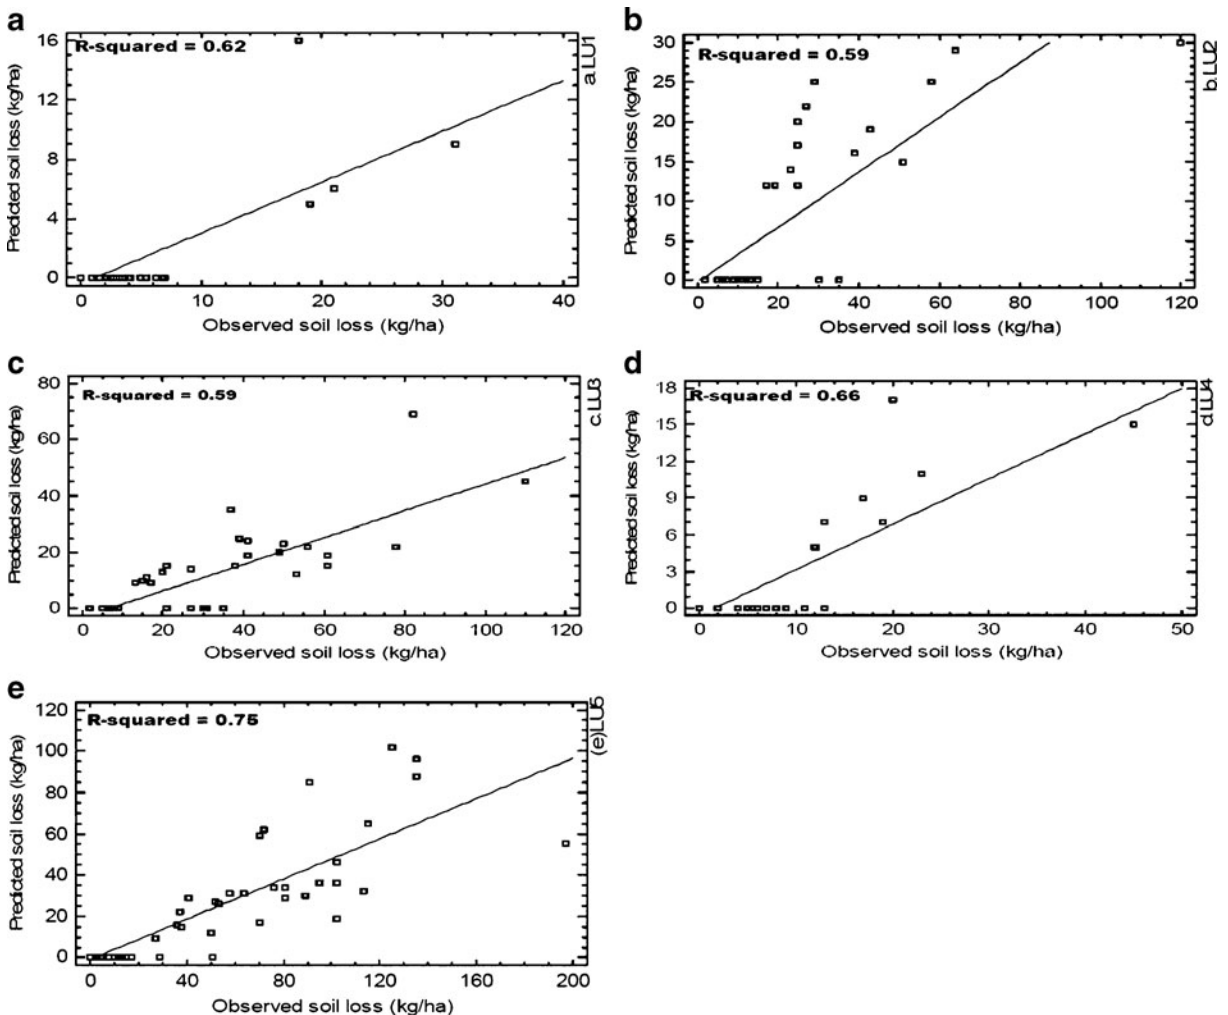 a
R-squared = 0.62
a.LU1
Predicted soil loss (kg/ha)
16
12
8
4
0
0 10 20 30 40
Observed soil loss (kg/ha)
b
R-squared = 0.59
b.LU2
Predicted soil loss (kg/ha)
30
25
20
15
10
5
0
0 20 40 60 80 100 120
Observed soil loss (kg/ha)
c
R-squared = 0.59
c.LU3
Predicted soil loss (kg/ha)
80
60
40
20
0
0 20 40 60 80 100 120
Observed soil loss (kg/ha)
d
R-squared = 0.66
d.LU4
Predicted soil loss (kg/ha)
18
15
12
9
6
3
0
0 10 20 30 40 50
Observed soil loss (kg/ha)
e
R-squared = 0.75
(e)LU5
Predicted soil loss (kg/ha)
120
100
80
60
40
20
0
0 40 80 120 160 200
Observed soil loss (kg/ha)